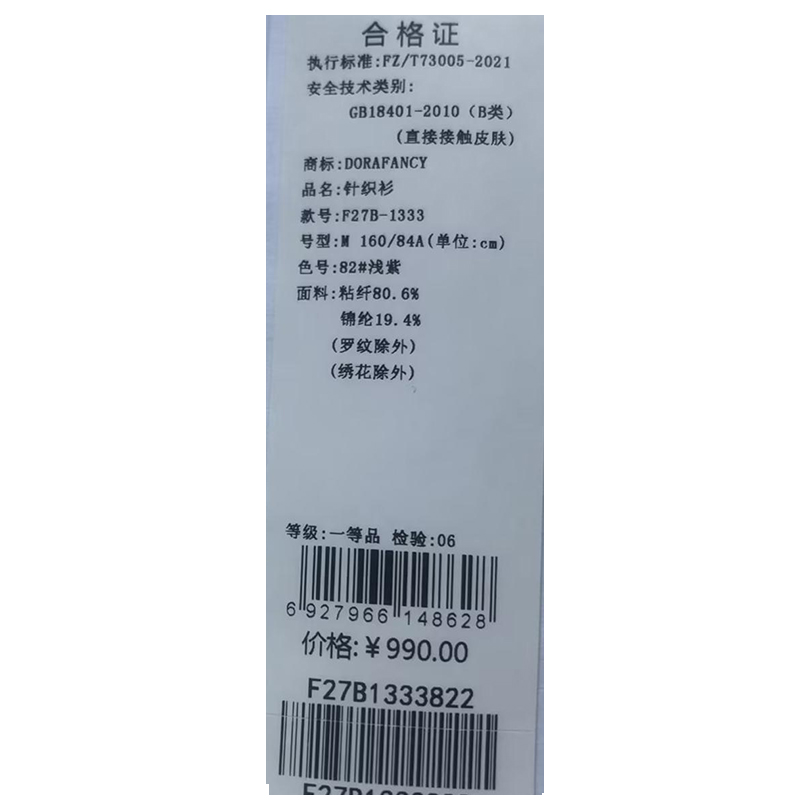 合格证
执行标准:FZ/T73005-2021
安全技术类别:
GB18401-2010（B类）
(直接接触皮肤)
商标:DORAFANCY
品名:针织衫
款号:F27B-1333
号型:M 160/84A(单位:cm)
色号:82#浅紫
面料:粘纤80.6%
锦纶19.4%
(罗纹除外)
(绣花除外)
等级:一等品 检验:06
6 927966 148628
价格:￥990.00
F27B1333822